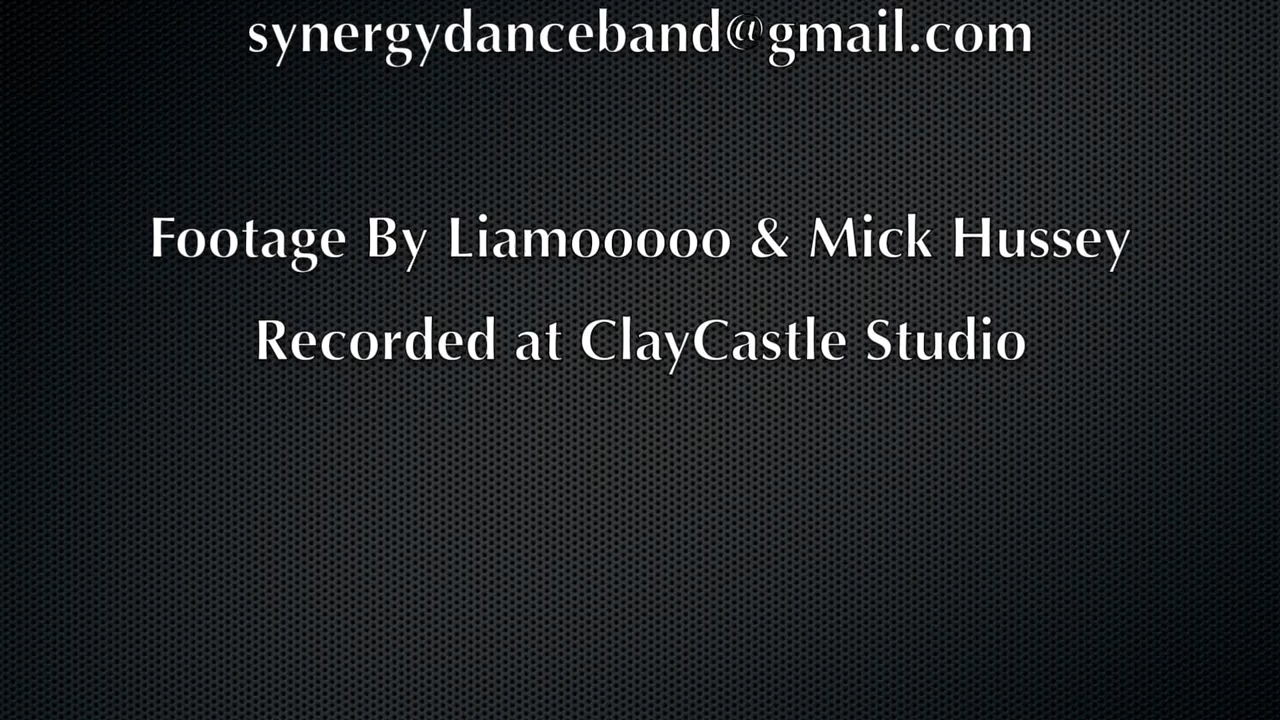 synergydanceband@gmail.com
Footage By Liamooooo & Mick Hussey
Recorded at ClayCastle Studio